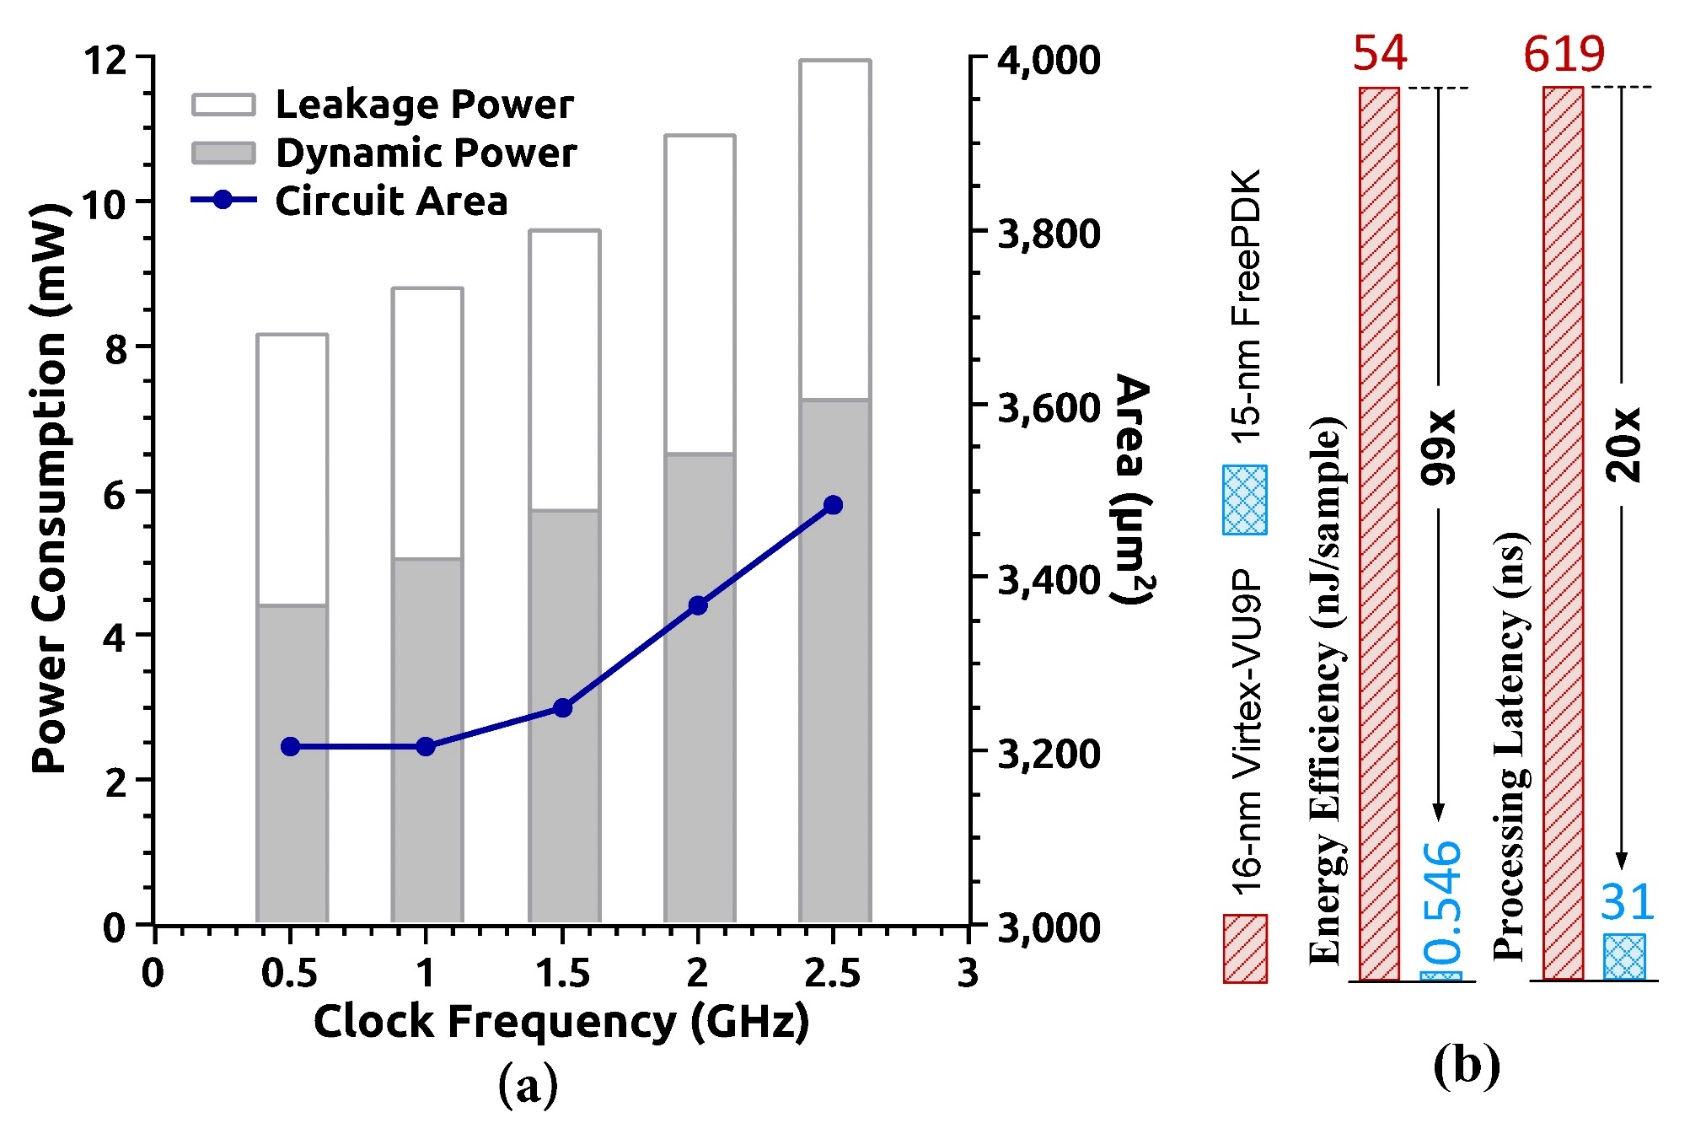 12
10
8
6
4
2
0
Power Consumption (mW)
Leakage Power
Dynamic Power
Circuit Area
4,000
3,800
3,600
3,400
3,200
3,000
Area (µm²)
0 0.5 1 1.5 2 2.5 3
Clock Frequency (GHz)
(a)
16-nm Virtex-VU9P
15-nm FreePDK
Energy Efficiency (nJ/sample)
54
99x
0.546
Processing Latency (ns)
619
20x
31
(b)